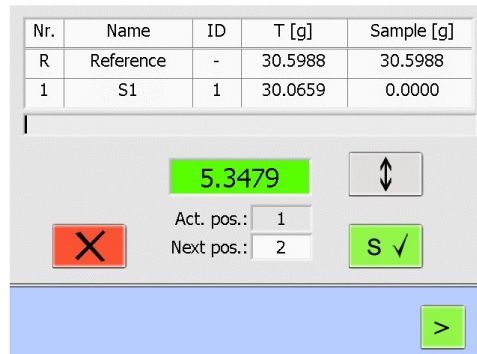 Nr. Name ID T [g] Sample [g]
R Reference - 30.5988 30.5988
1 S1 1 30.0659 0.0000
5.3479
Act. pos.: 1
Next pos.: 2
X
S √
>